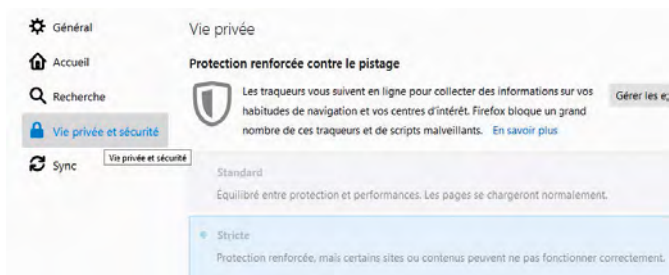 Général
Accueil
Recherche
Vie privée et sécurité
Vie privée et sécurité
Sync
Vie privée
Protection renforcée contre le pistage
Les traqueurs vous suivent en ligne pour collecter des informations sur vos
habitudes de navigation et vos centres d'intérêt. Firefox bloque un grand
nombre de ces traqueurs et de scripts malveillants. En savoir plus
Gérer les
Standard
Équilibré entre protection et performances. Les pages se chargeront normalement.
Stricte
Protection renforcée, mais certains sites ou contenus peuvent ne pas fonctionner correctement.